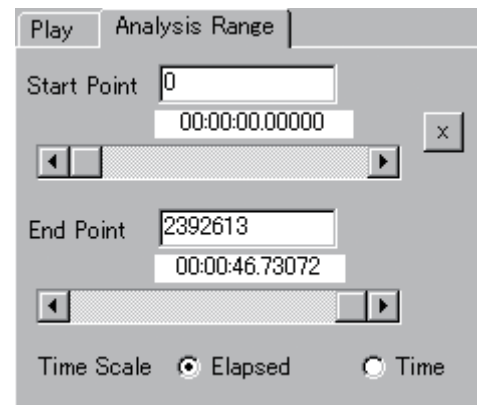 Play Analysis Range
Start Point 0
00:00:00.00000
x
End Point 2392613
00:00:46.73072
Time Scale Elapsed Time